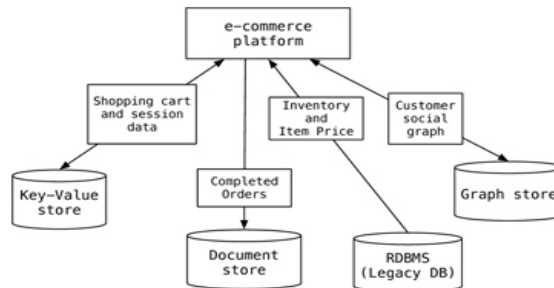 e-commerce
platform
Shopping cart
and session
data
Inventory
and
Item Price
Customer
social
graph
Completed
Orders
Key-Value
store
Document
store
RDBMS
(Legacy DB)
Graph store